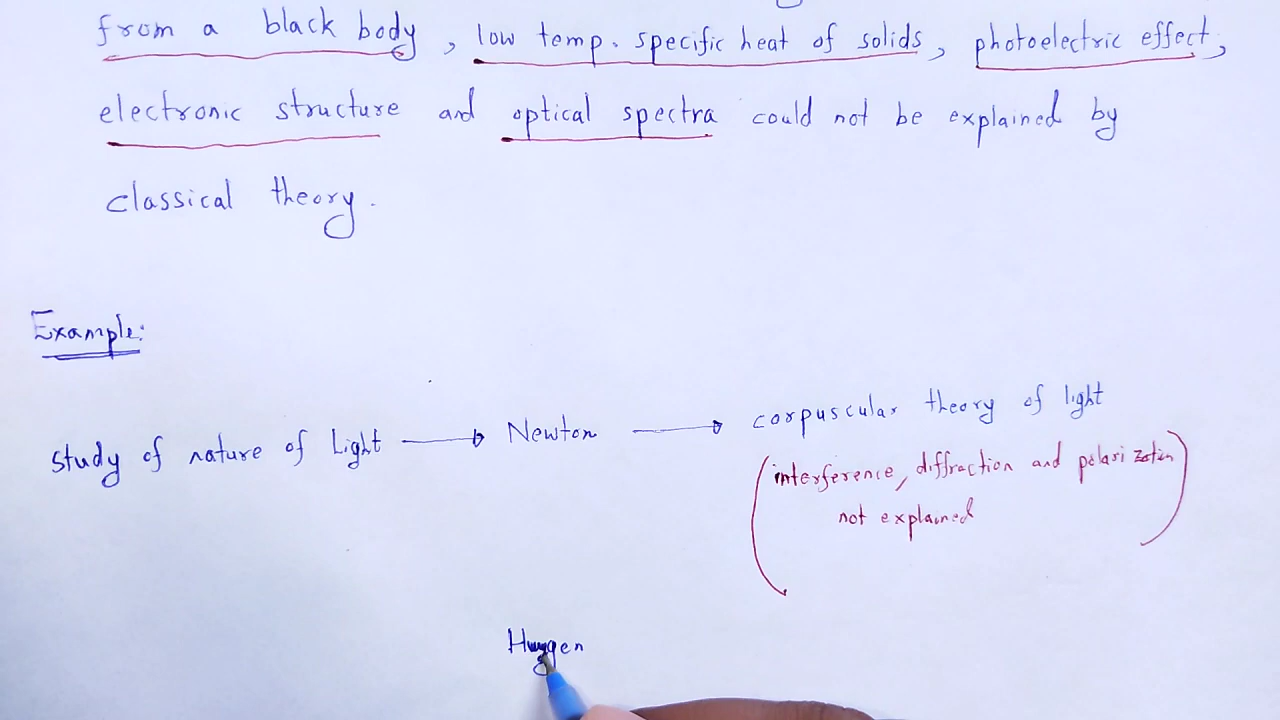 from a black body, low temp. specific heat of solids, photoelectric effect,
electronic structure and optical spectra could not be explained by
classical theory.
Example:
study of nature of Light → Newton → corpuscular theory of light
(interference, diffraction and polarization
not explained)
Huygen